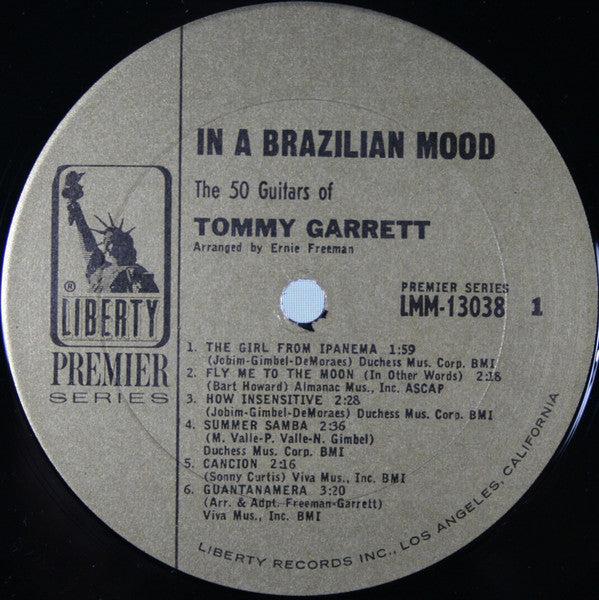 IN A BRAZILIAN MOOD
The 50 Guitars of
TOMMY GARRETT
Arranged by Ernie Freeman
®
LIBERTY
PREMIER
SERIES
PREMIER SERIES
LMM-13038 1
1. THE GIRL FROM IPANEMA 1:59
(Jobim-Gimbel-DeMoraes) Duchess Mus. Corp. BMI
2. FLY ME TO THE MOON (In Other Words) 2:18
(Bart Howard) Almanac Mus., Inc. ASCAP
3. HOW INSENSITIVE 2:28
(Jobim-Gimbel-DeMoraes) Duchess Mus. Corp. BMI
4. SUMMER SAMBA 2:36
(M. Valle-P. Valle-N. Gimbel)
Duchess Mus. Corp. BMI
5. CANCION 2:16
(Sonny Curtis) Viva Mus., Inc. BMI
6. GUANTANAMERA 3:20
(Arr. & Adpt. Freeman-Garrett)
Viva Mus., Inc. BMI
LIBERTY RECORDS INC., LOS ANGELES, CALIFORNIA